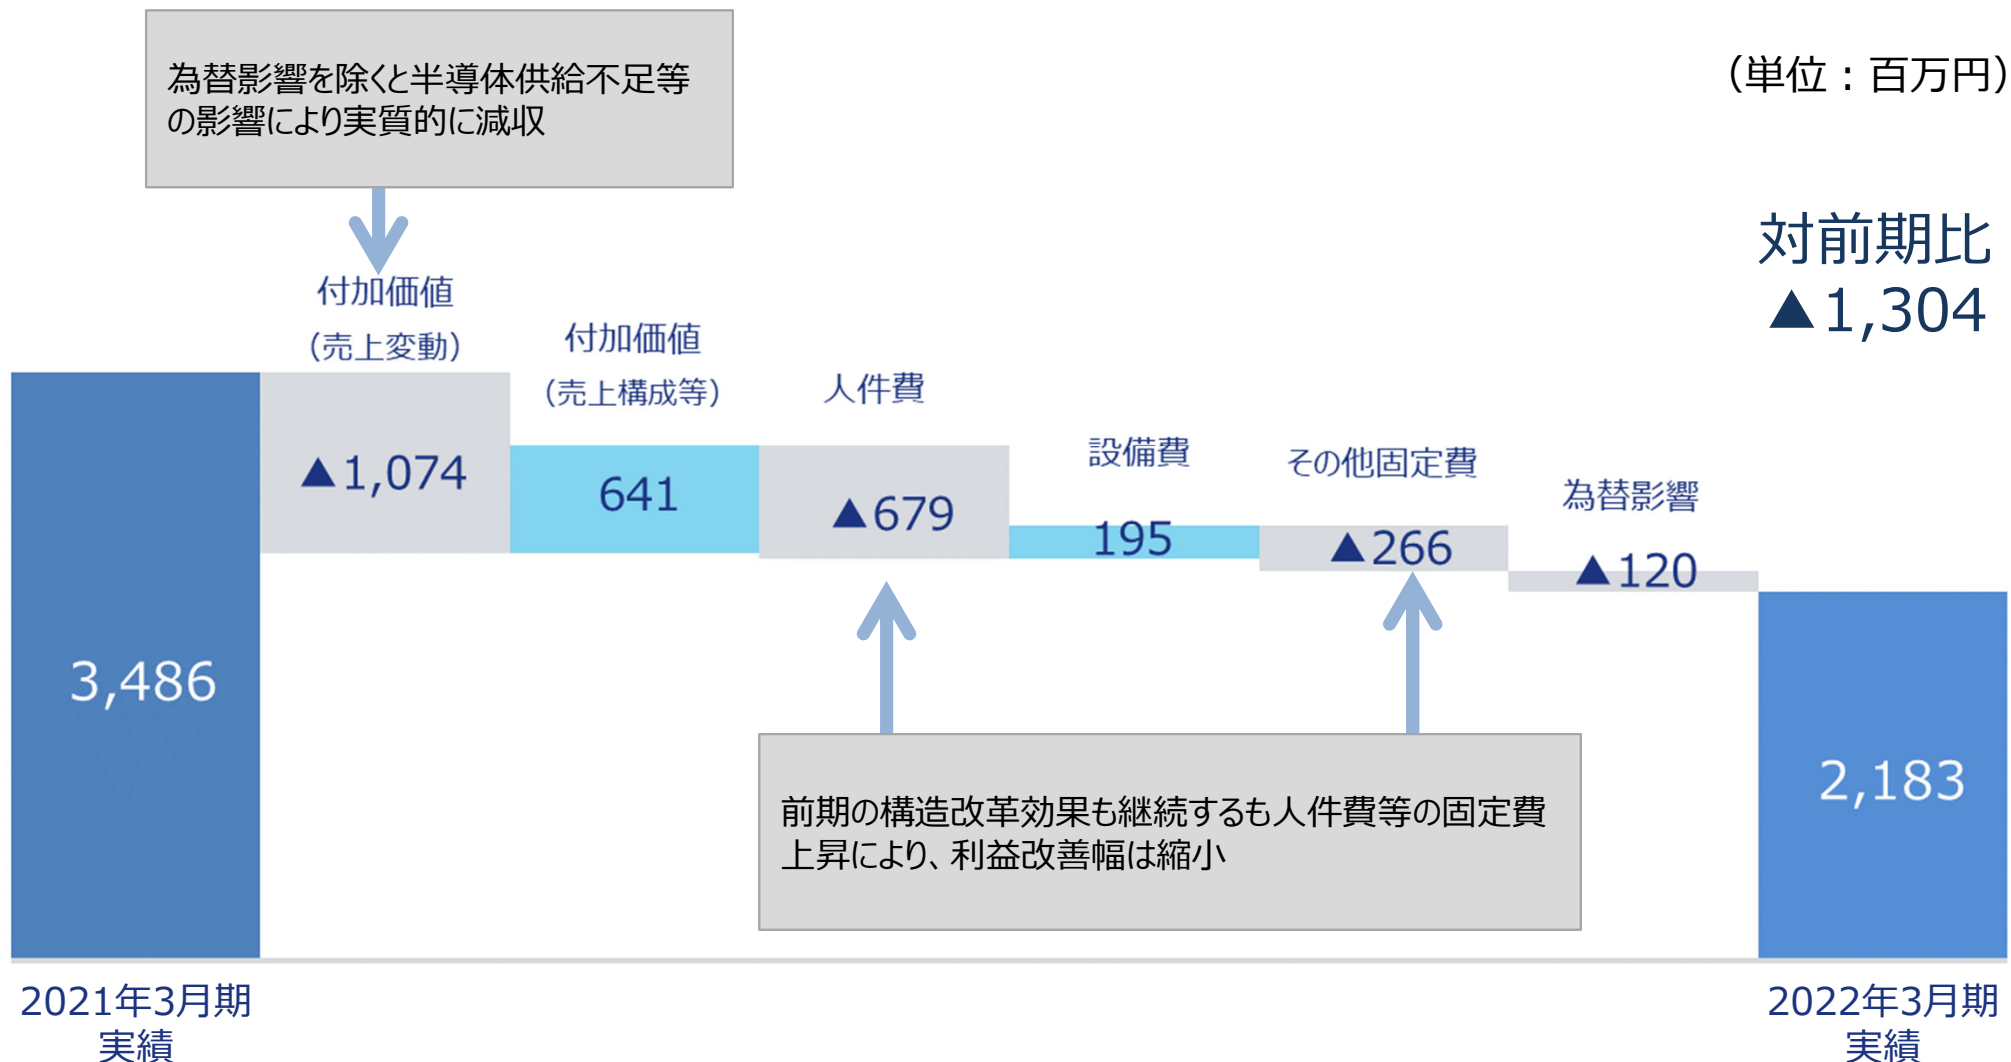 為替影響を除くと半導体供給不足等
の影響により実質的に減収
（単位：百万円）
対前期比
▲1,304
付加価値
（売上変動）
付加価値
（売上構成等）
人件費
設備費
その他固定費
為替影響
▲1,074
641
▲679
195
▲266
▲120
3,486
2,183
前期の構造改革効果も継続するも人件費等の固定費
上昇により、利益改善幅は縮小
2021年3月期
実績
2022年3月期
実績